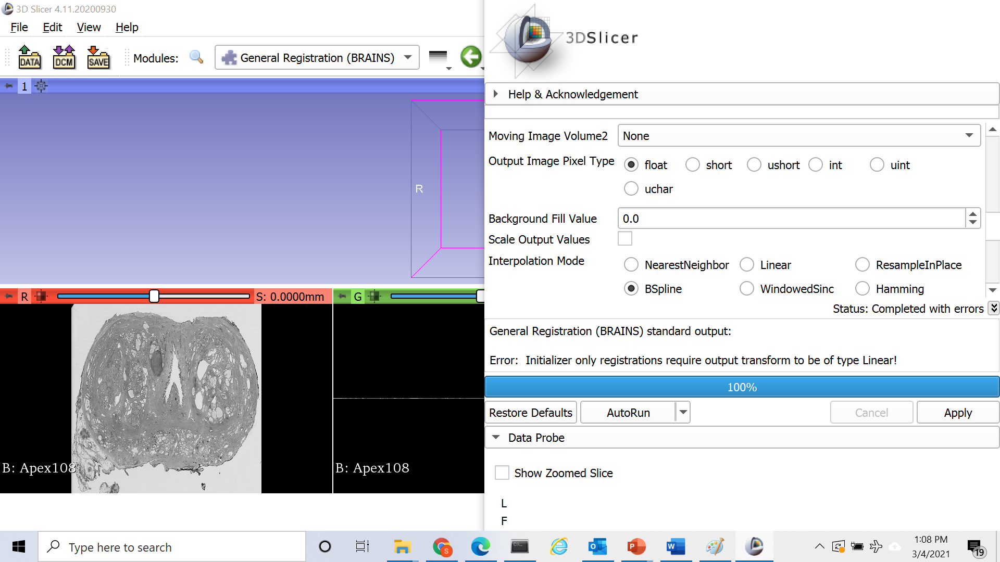 3D Slicer 4.11.20200930
File Edit View Help
DATA DCM SAVE Modules: General Registration (BRAINS)
1
R
R S: 0.0000mm
G
B: Apex108
B: Apex108
3DSlicer
Help & Acknowledgement
Moving Image Volume2 None
Output Image Pixel Type float short ushort int uint
uchar
Background Fill Value 0.0
Scale Output Values
Interpolation Mode NearestNeighbor Linear ResampleInPlace
BSpline WindowedSinc Hamming
Status: Completed with errors
General Registration (BRAINS) standard output:
Error: Initializer only registrations require output transform to be of type Linear!
100%
Restore Defaults AutoRun Cancel Apply
Data Probe
Show Zoomed Slice
L
F
Type here to search
1:08 PM
3/4/2021
19